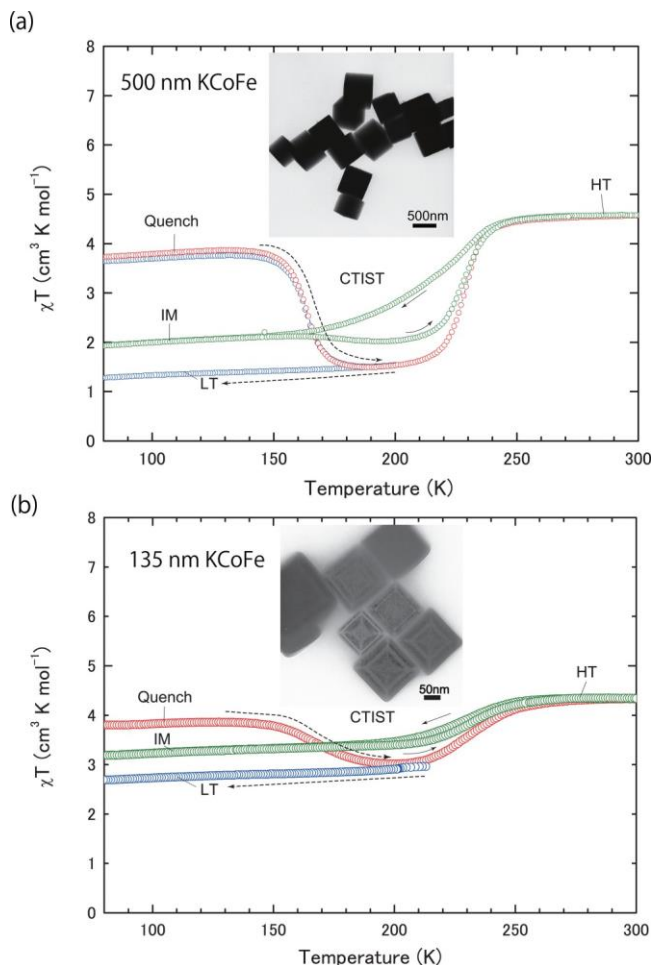 (a)
8
7
6
5
4
3
2
1
0
χT (cm³ K mol⁻¹)
500 nm KCoFe
500nm
HT
Quench
CTIST
IM
LT
100 150 200 250 300
Temperature (K)
(b)
8
7
6
5
4
3
2
1
0
χT (cm³ K mol⁻¹)
135 nm KCoFe
50nm
HT
Quench
CTIST
IM
LT
100 150 200 250 300
Temperature (K)